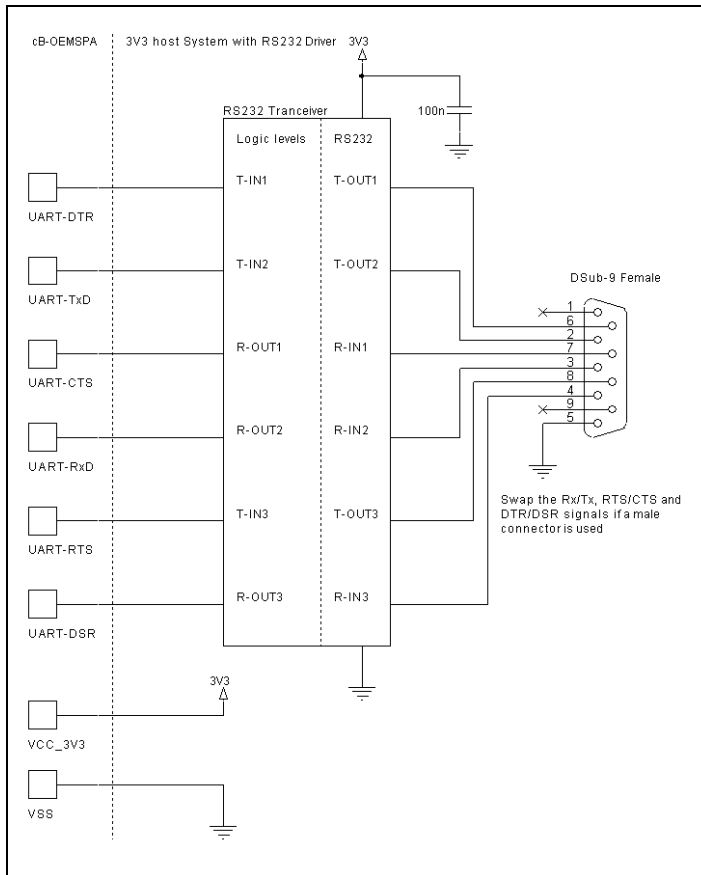 cB-OEMSPA
3V3 host System with RS232 Driver
3V3
100n
RS232 Tranceiver
Logic levels
RS232
T-IN1
T-OUT1
UART-DTR
T-IN2
T-OUT2
UART-TxD
R-OUT1
R-IN1
UART-CTS
R-OUT2
R-IN2
UART-RxD
T-IN3
T-OUT3
UART-RTS
R-OUT3
R-IN3
UART-DSR
DSub-9 Female
1
6
2
7
3
8
4
9
5
Swap the Rx/Tx, RTS/CTS and
DTR/DSR signals if a male
connector is used
3V3
VCC_3V3
VSS